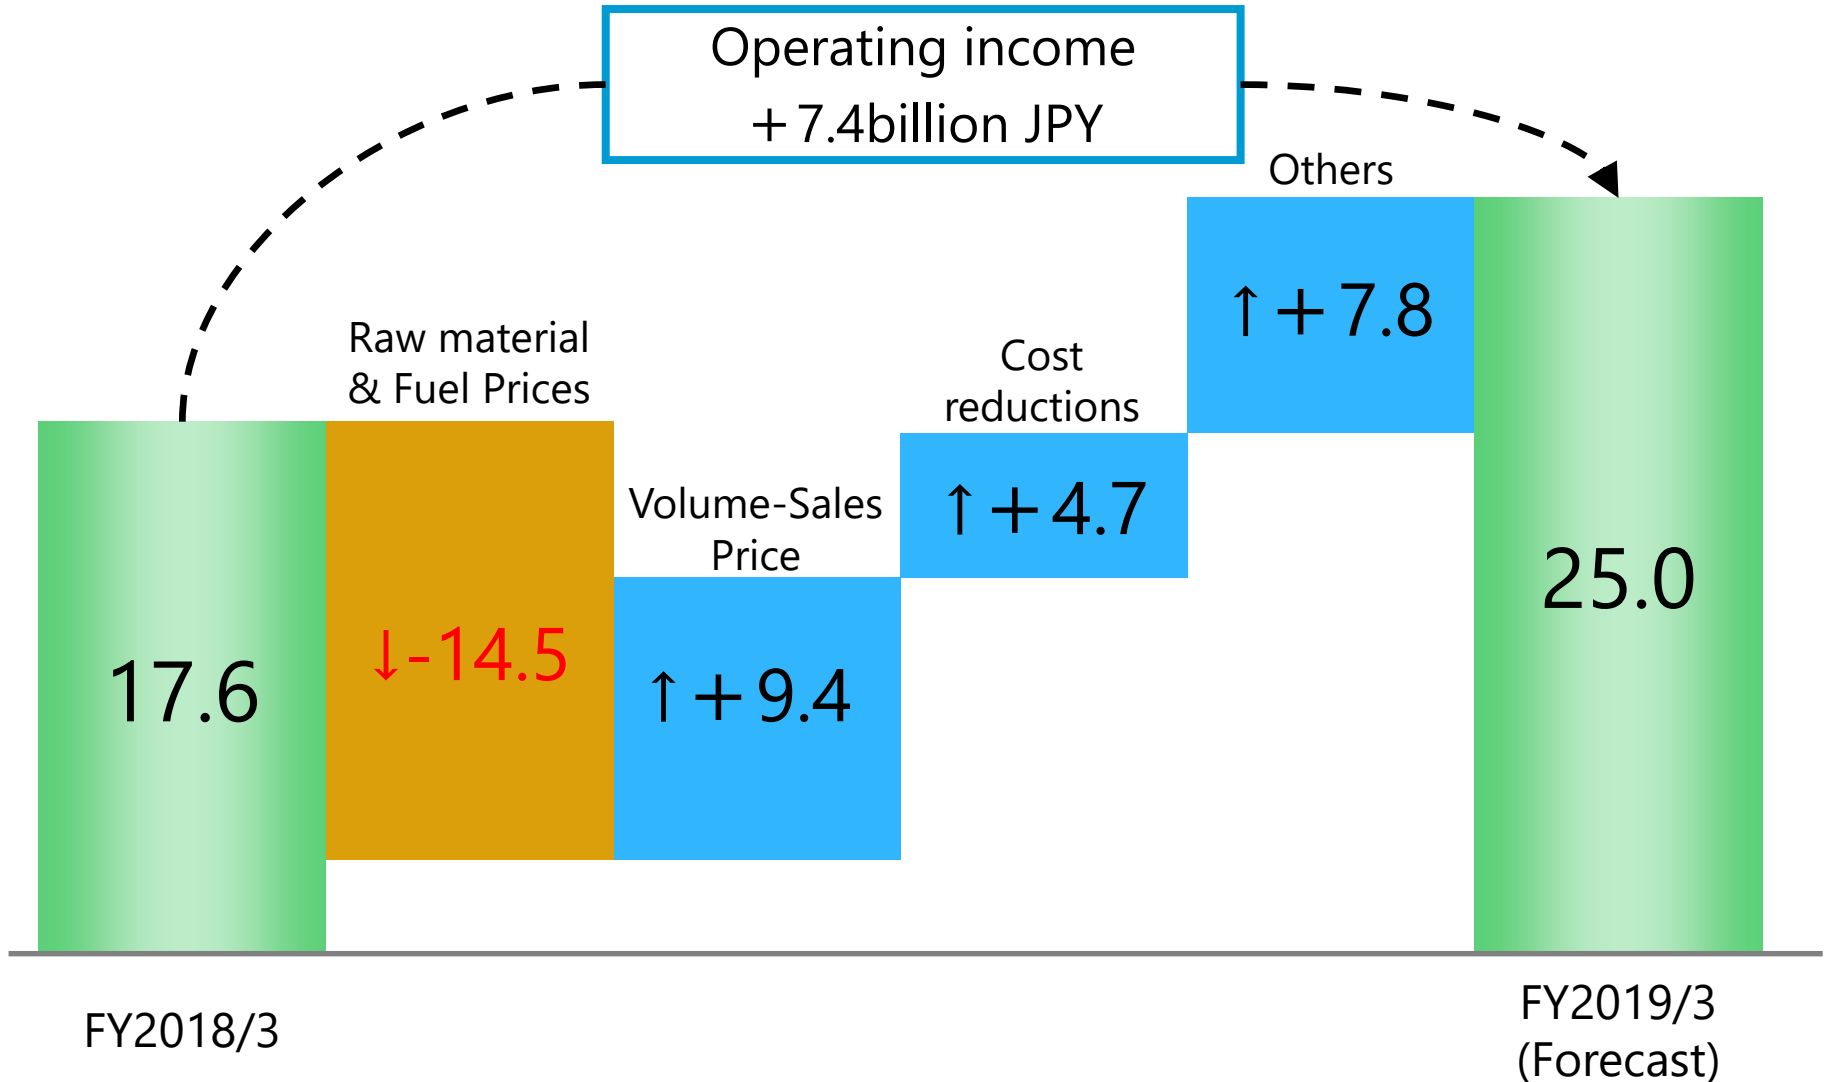 Operating income
+7.4billion JPY
Others
↑+7.8
Raw material
& Fuel Prices
Cost
reductions
↑+4.7
Volume-Sales
Price
25.0
17.6
↓-14.5
↑+9.4
FY2018/3
FY2019/3
(Forecast)